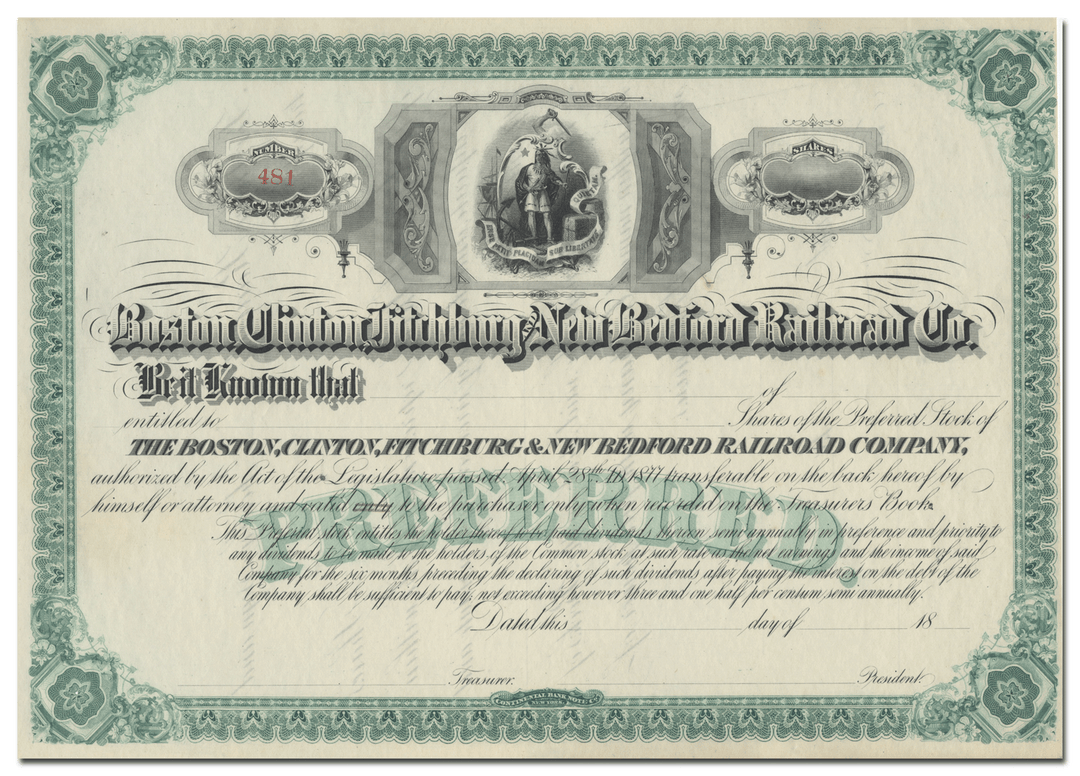 NUMBER
481
SHARES
ENSE PETIT PLACIDAM SUB LIBERTATE
Boston, Clinton, Fitchburg AND New Bedford Railroad Co.
Be it Known that of
entitled to Shares of the Preferred Stock of
THE BOSTON, CLINTON, FITCHBURG & NEW BEDFORD RAILROAD COMPANY,
authorized by the Act of the Legislature passed April 28th AD 1877 transferable on the back hereof by
himself or attorney and valid only to the purchaser only when recorded on the Treasurers Books
PREFERRED.
This Preferred stock entitles the holder thereof to be paid dividends thereon semi-annually in preference and priority to
any dividends to be made to the holders of the Common stock at such rate as the net earnings and the income of said
Company for the six months preceding the declaring of such dividends after paying the interest on the debt of the
Company shall be sufficient to pay, not exceeding however three and one half per centum semi annually.
Dated this day of 18
Treasurer. President.
CONTINENTAL BANK NOTE CO.
NEW YORK